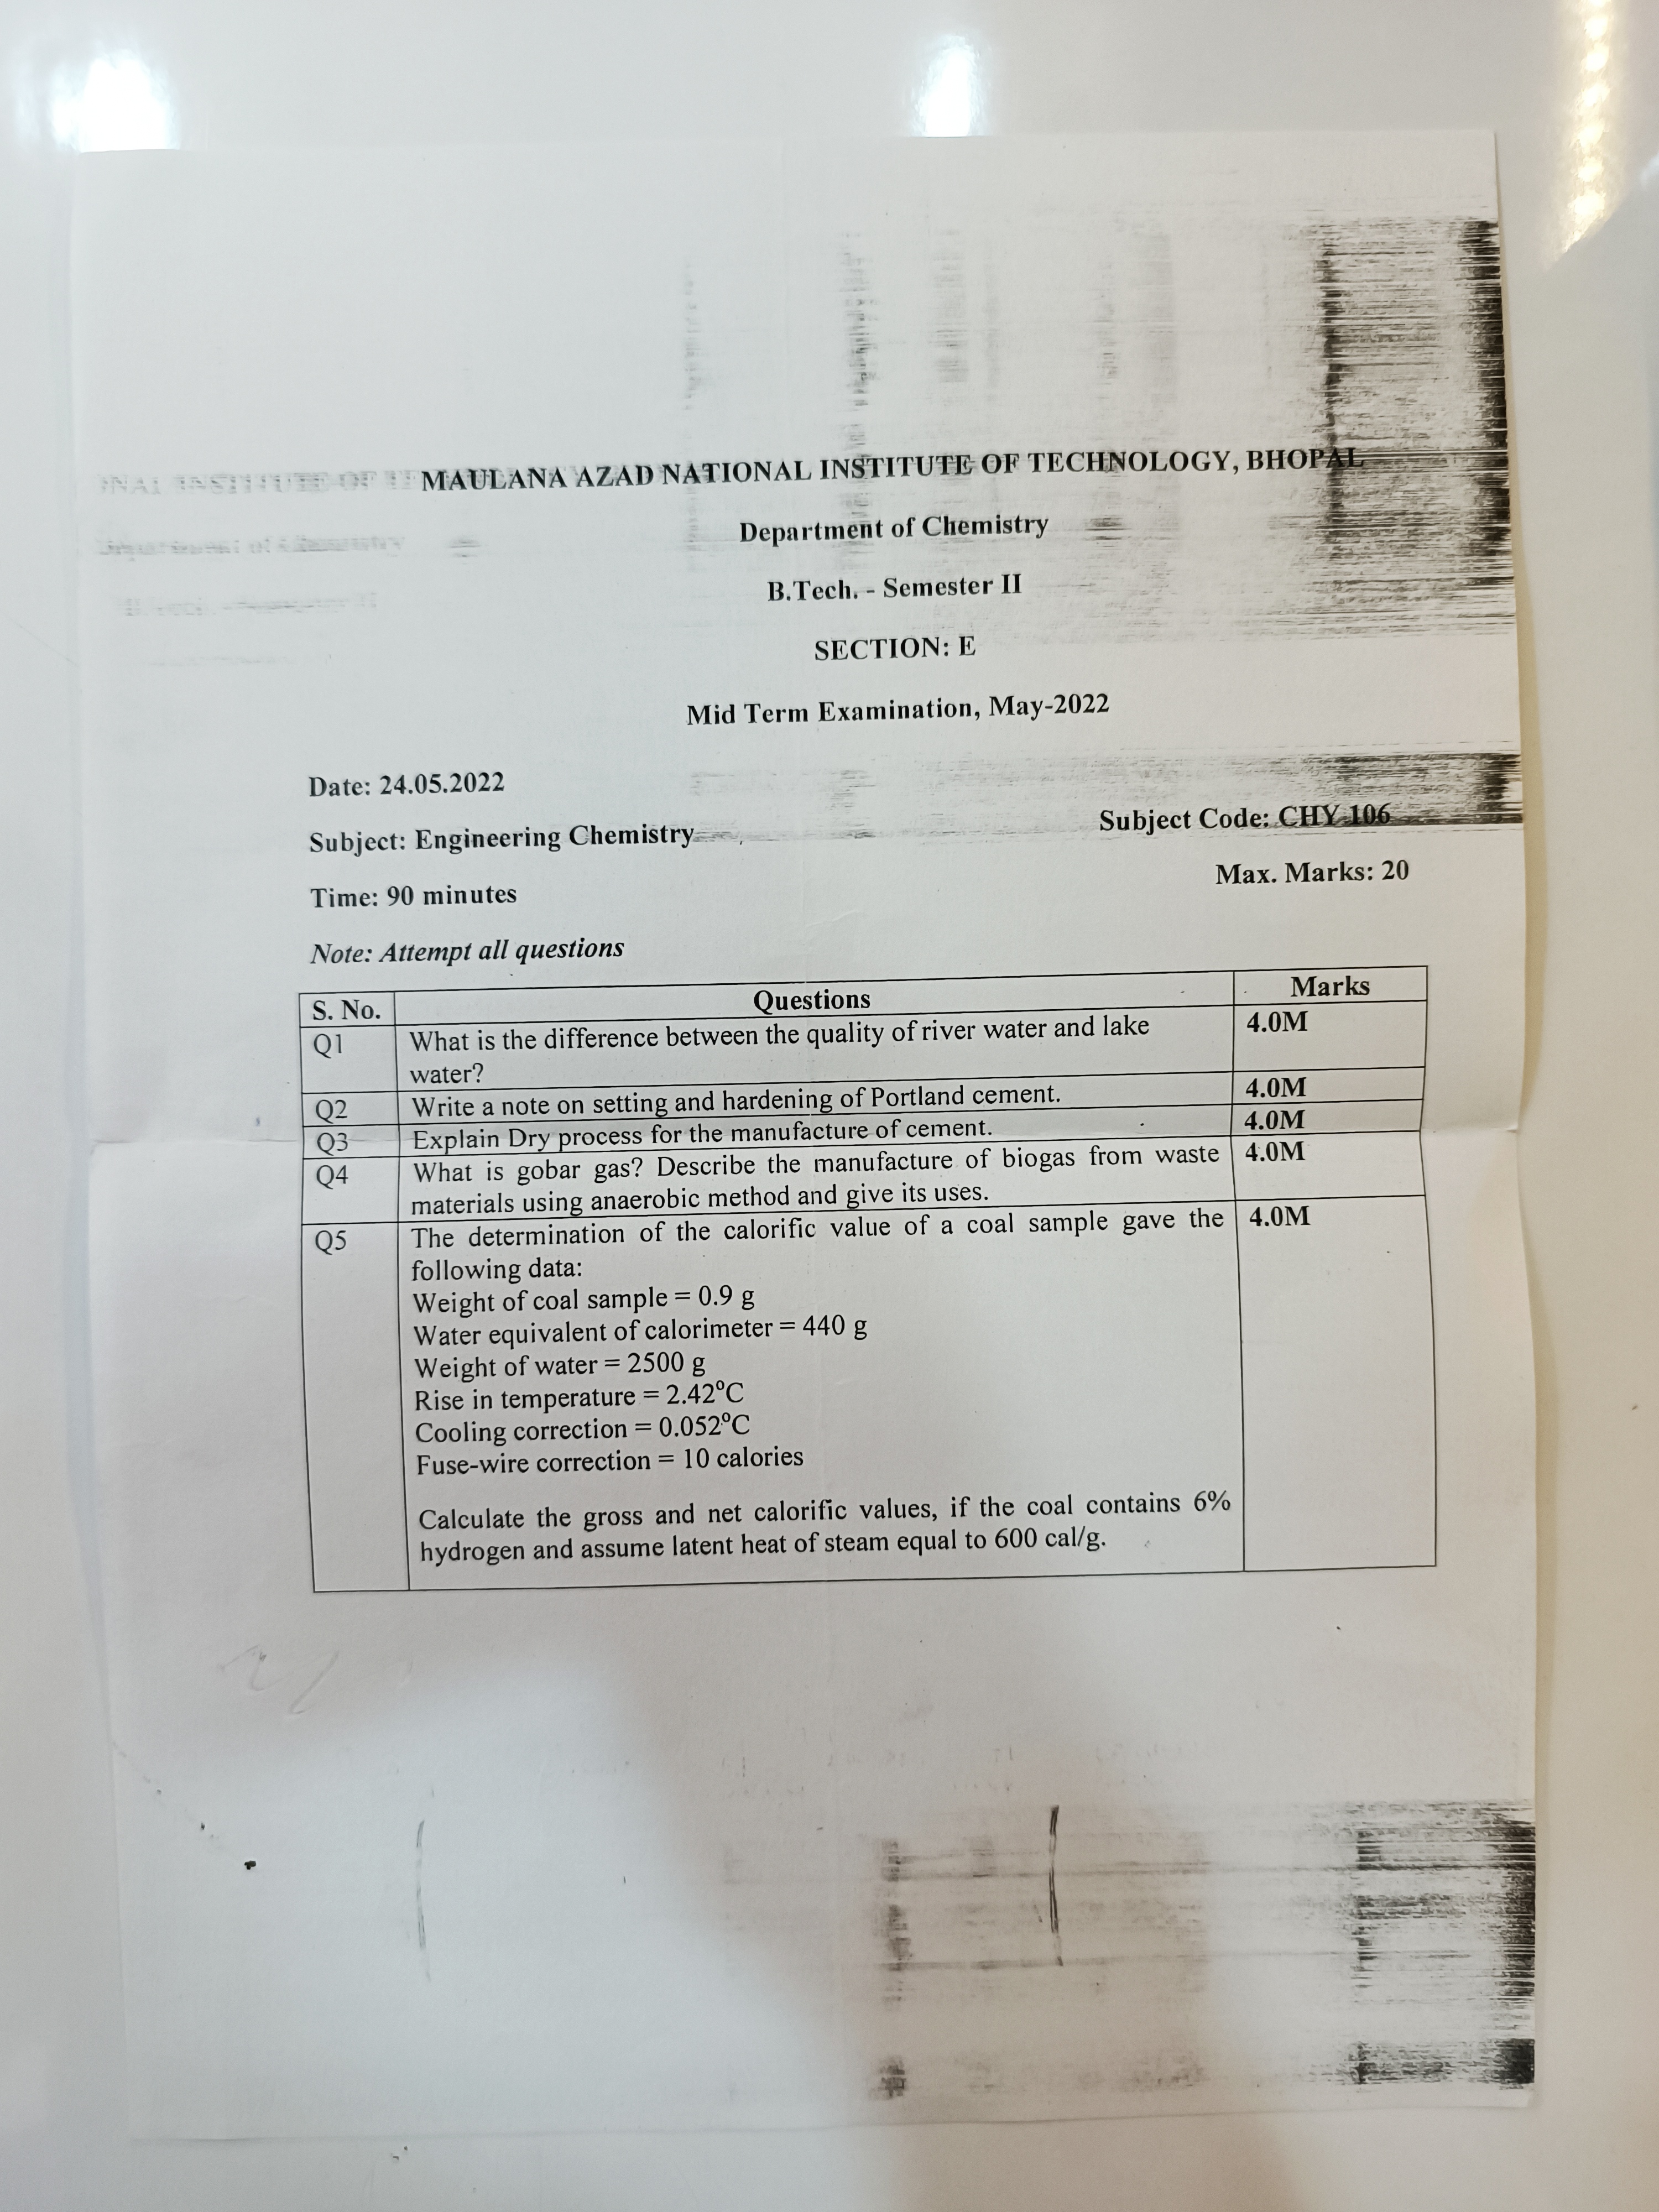 MAULANA AZAD NATIONAL INSTITUTE OF TECHNOLOGY, BHOPAL
Department of Chemistry
B.Tech. - Semester II
SECTION: E
Mid Term Examination, May-2022
Date: 24.05.2022
Subject: Engineering Chemistry
Subject Code: CHY-106
Time: 90 minutes
Max. Marks: 20
Note: Attempt all questions
S. No. Questions Marks
Q1 What is the difference between the quality of river water and lake 4.0M
water?
Q2 Write a note on setting and hardening of Portland cement. 4.0M
Q3 Explain Dry process for the manufacture of cement. 4.0M
Q4 What is gobar gas? Describe the manufacture of biogas from waste 4.0M
materials using anaerobic method and give its uses.
Q5 The determination of the calorific value of a coal sample gave the 4.0M
following data:
Weight of coal sample = 0.9 g
Water equivalent of calorimeter = 440 g
Weight of water = 2500 g
Rise in temperature = 2.42°C
Cooling correction = 0.052°C
Fuse-wire correction = 10 calories
Calculate the gross and net calorific values, if the coal contains 6%
hydrogen and assume latent heat of steam equal to 600 cal/g.